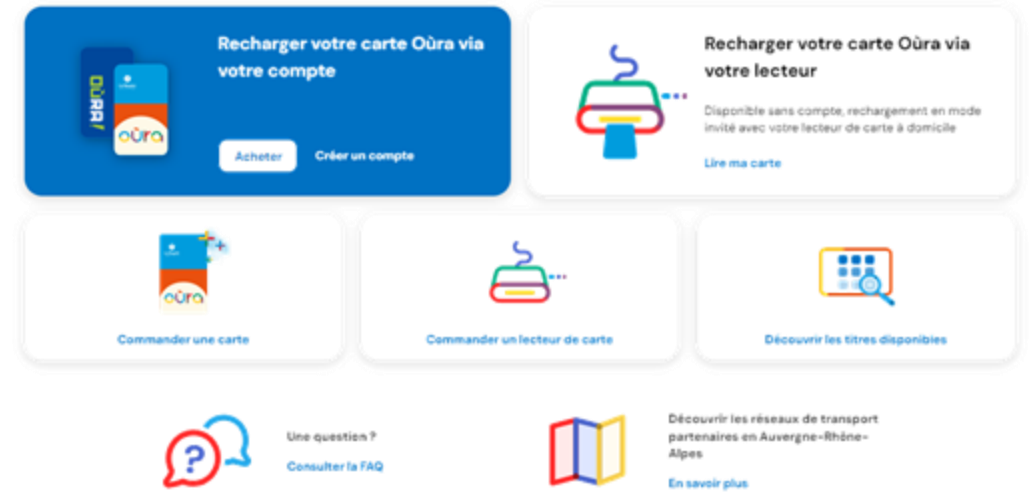 Recharger votre carte Oùra via
votre compte
OÙRA!
oùra
Acheter
Créer un compte
Recharger votre carte Oùra via
votre lecteur
Disponible sans compte, rechargement en mode
invité avec votre lecteur de carte à domicile
Lire ma carte
oùra
Commander une carte
Commander un lecteur de carte
Découvrir les titres disponibles
?
Une question ?
Consulter la FAQ
Découvrir les réseaux de transport
partenaires en Auvergne-Rhône-
Alpes
En savoir plus